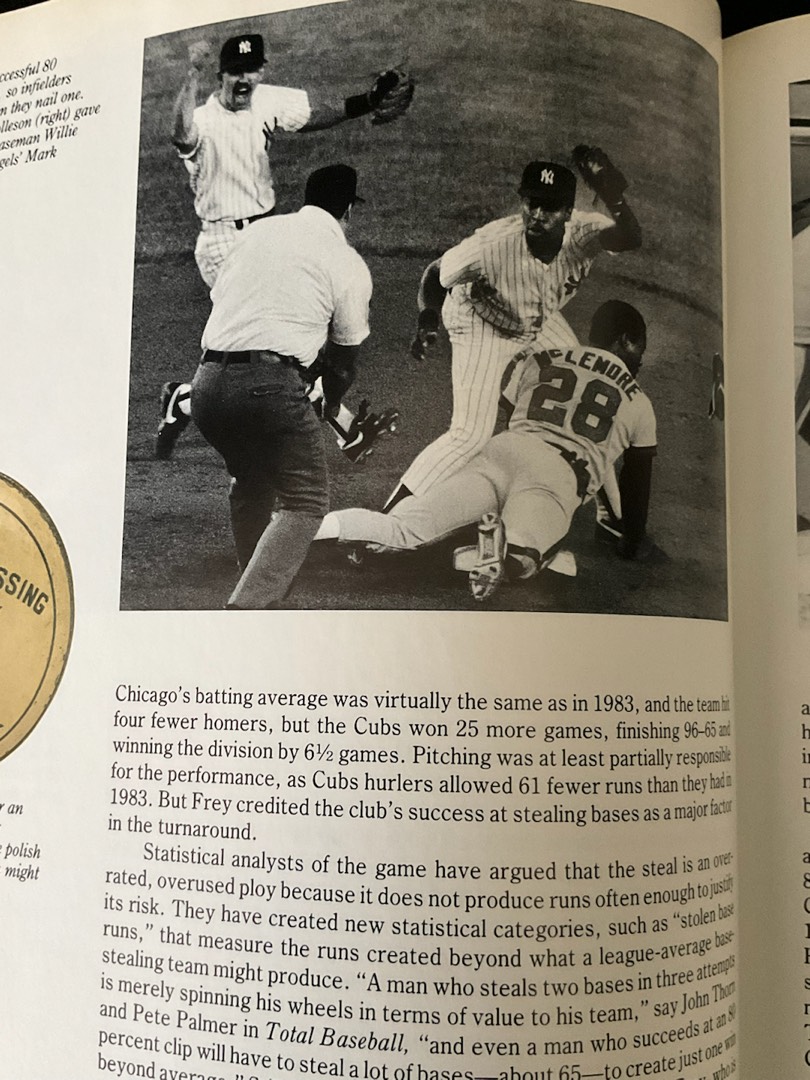 ccessful 80
so infielders
n they nail one.
lleson (right) gave
aseman Willie
gels' Mark
NY
NY
McLEMORE
28
SSING
r an
polish
might
Chicago's batting average was virtually the same as in 1983, and the team hit
four fewer homers, but the Cubs won 25 more games, finishing 96–65 and
winning the division by 6½ games. Pitching was at least partially responsible
for the performance, as Cubs hurlers allowed 61 fewer runs than they had in
1983. But Frey credited the club's success at stealing bases as a major factor
in the turnaround.
Statistical analysts of the game have argued that the steal is an over-
rated, overused ploy because it does not produce runs often enough to justify
its risk. They have created new statistical categories, such as “stolen base
runs,” that measure the runs created beyond what a league-average base-
stealing team might produce. “A man who steals two bases in three attempts
is merely spinning his wheels in terms of value to his team,” say John Thorn
and Pete Palmer in Total Baseball, “and even a man who succeeds at an 80
percent clip will have to steal a lot of bases—about 65—to create just one win
beyond average.”